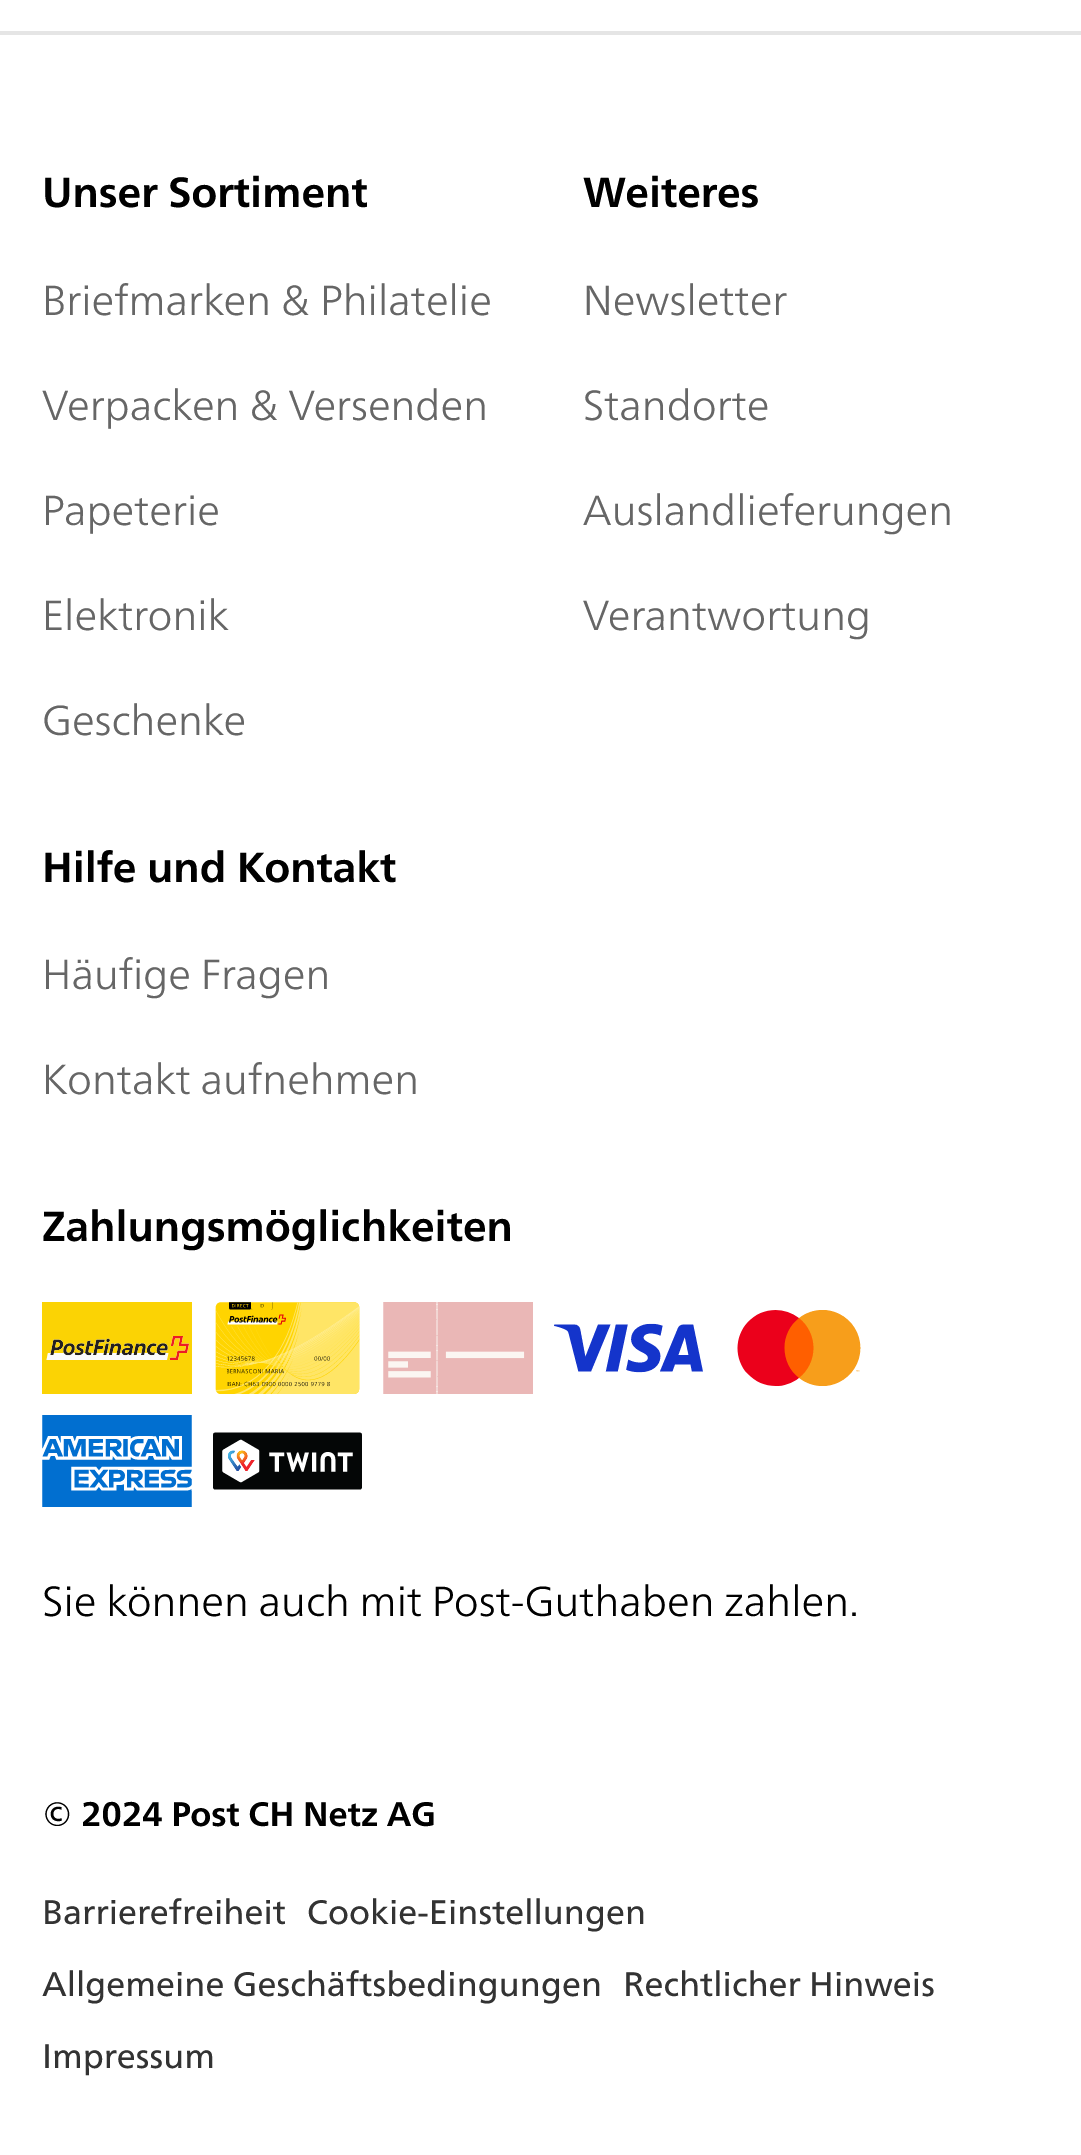 Unser Sortiment
Briefmarken & Philatelie
Verpacken & Versenden
Papeterie
Elektronik
Geschenke
Weiteres
Newsletter
Standorte
Auslandlieferungen
Verantwortung
Hilfe und Kontakt
Häufige Fragen
Kontakt aufnehmen
Zahlungsmöglichkeiten
PostFinance
DIRECT
PostFinance
12345678 00/00
BERNASCONI MARIA
IBAN CH63 0900 0000 2500 9779 8
VISA
AMERICAN
EXPRESS
TWINT
Sie können auch mit Post-Guthaben zahlen.
© 2024 Post CH Netz AG
Barrierefreiheit Cookie-Einstellungen
Allgemeine Geschäftsbedingungen Rechtlicher Hinweis
Impressum